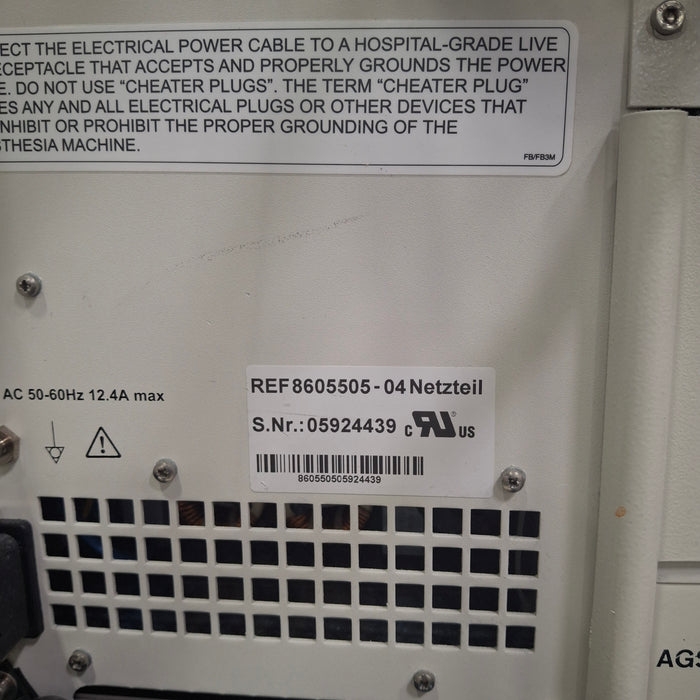 ECT THE ELECTRICAL POWER CABLE TO A HOSPITAL-GRADE LIVE
ECEPTACLE THAT ACCEPTS AND PROPERLY GROUNDS THE POWER
E. DO NOT USE “CHEATER PLUGS”. THE TERM “CHEATER PLUG”
ES ANY AND ALL ELECTRICAL PLUGS OR OTHER DEVICES THAT
NHIBIT OR PROHIBIT THE PROPER GROUNDING OF THE
STHESIA MACHINE.
FB/FB3M
REF 8605505-04 Netzteil
AC 50-60Hz 12.4A max
S.Nr.: 05924439 c RU ® US
860550505924439
AGS